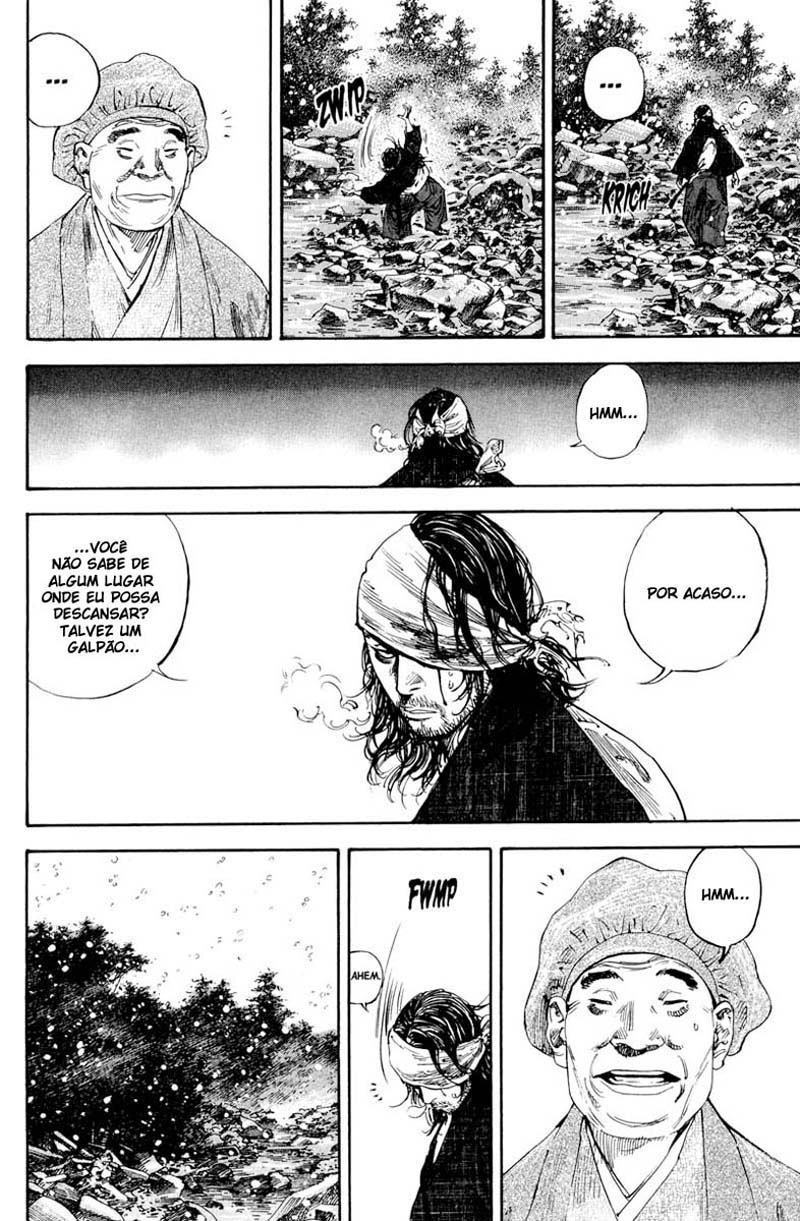 ...
KRICH
ZWIP
...
HMM...
POR ACASO...
...VOCÊ
NÃO SABE DE
ALGUM LUGAR
ONDE EU POSSA
DESCANSAR?
TALVEZ UM
GALPÃO...
HMM...
FWMP
AHEM.